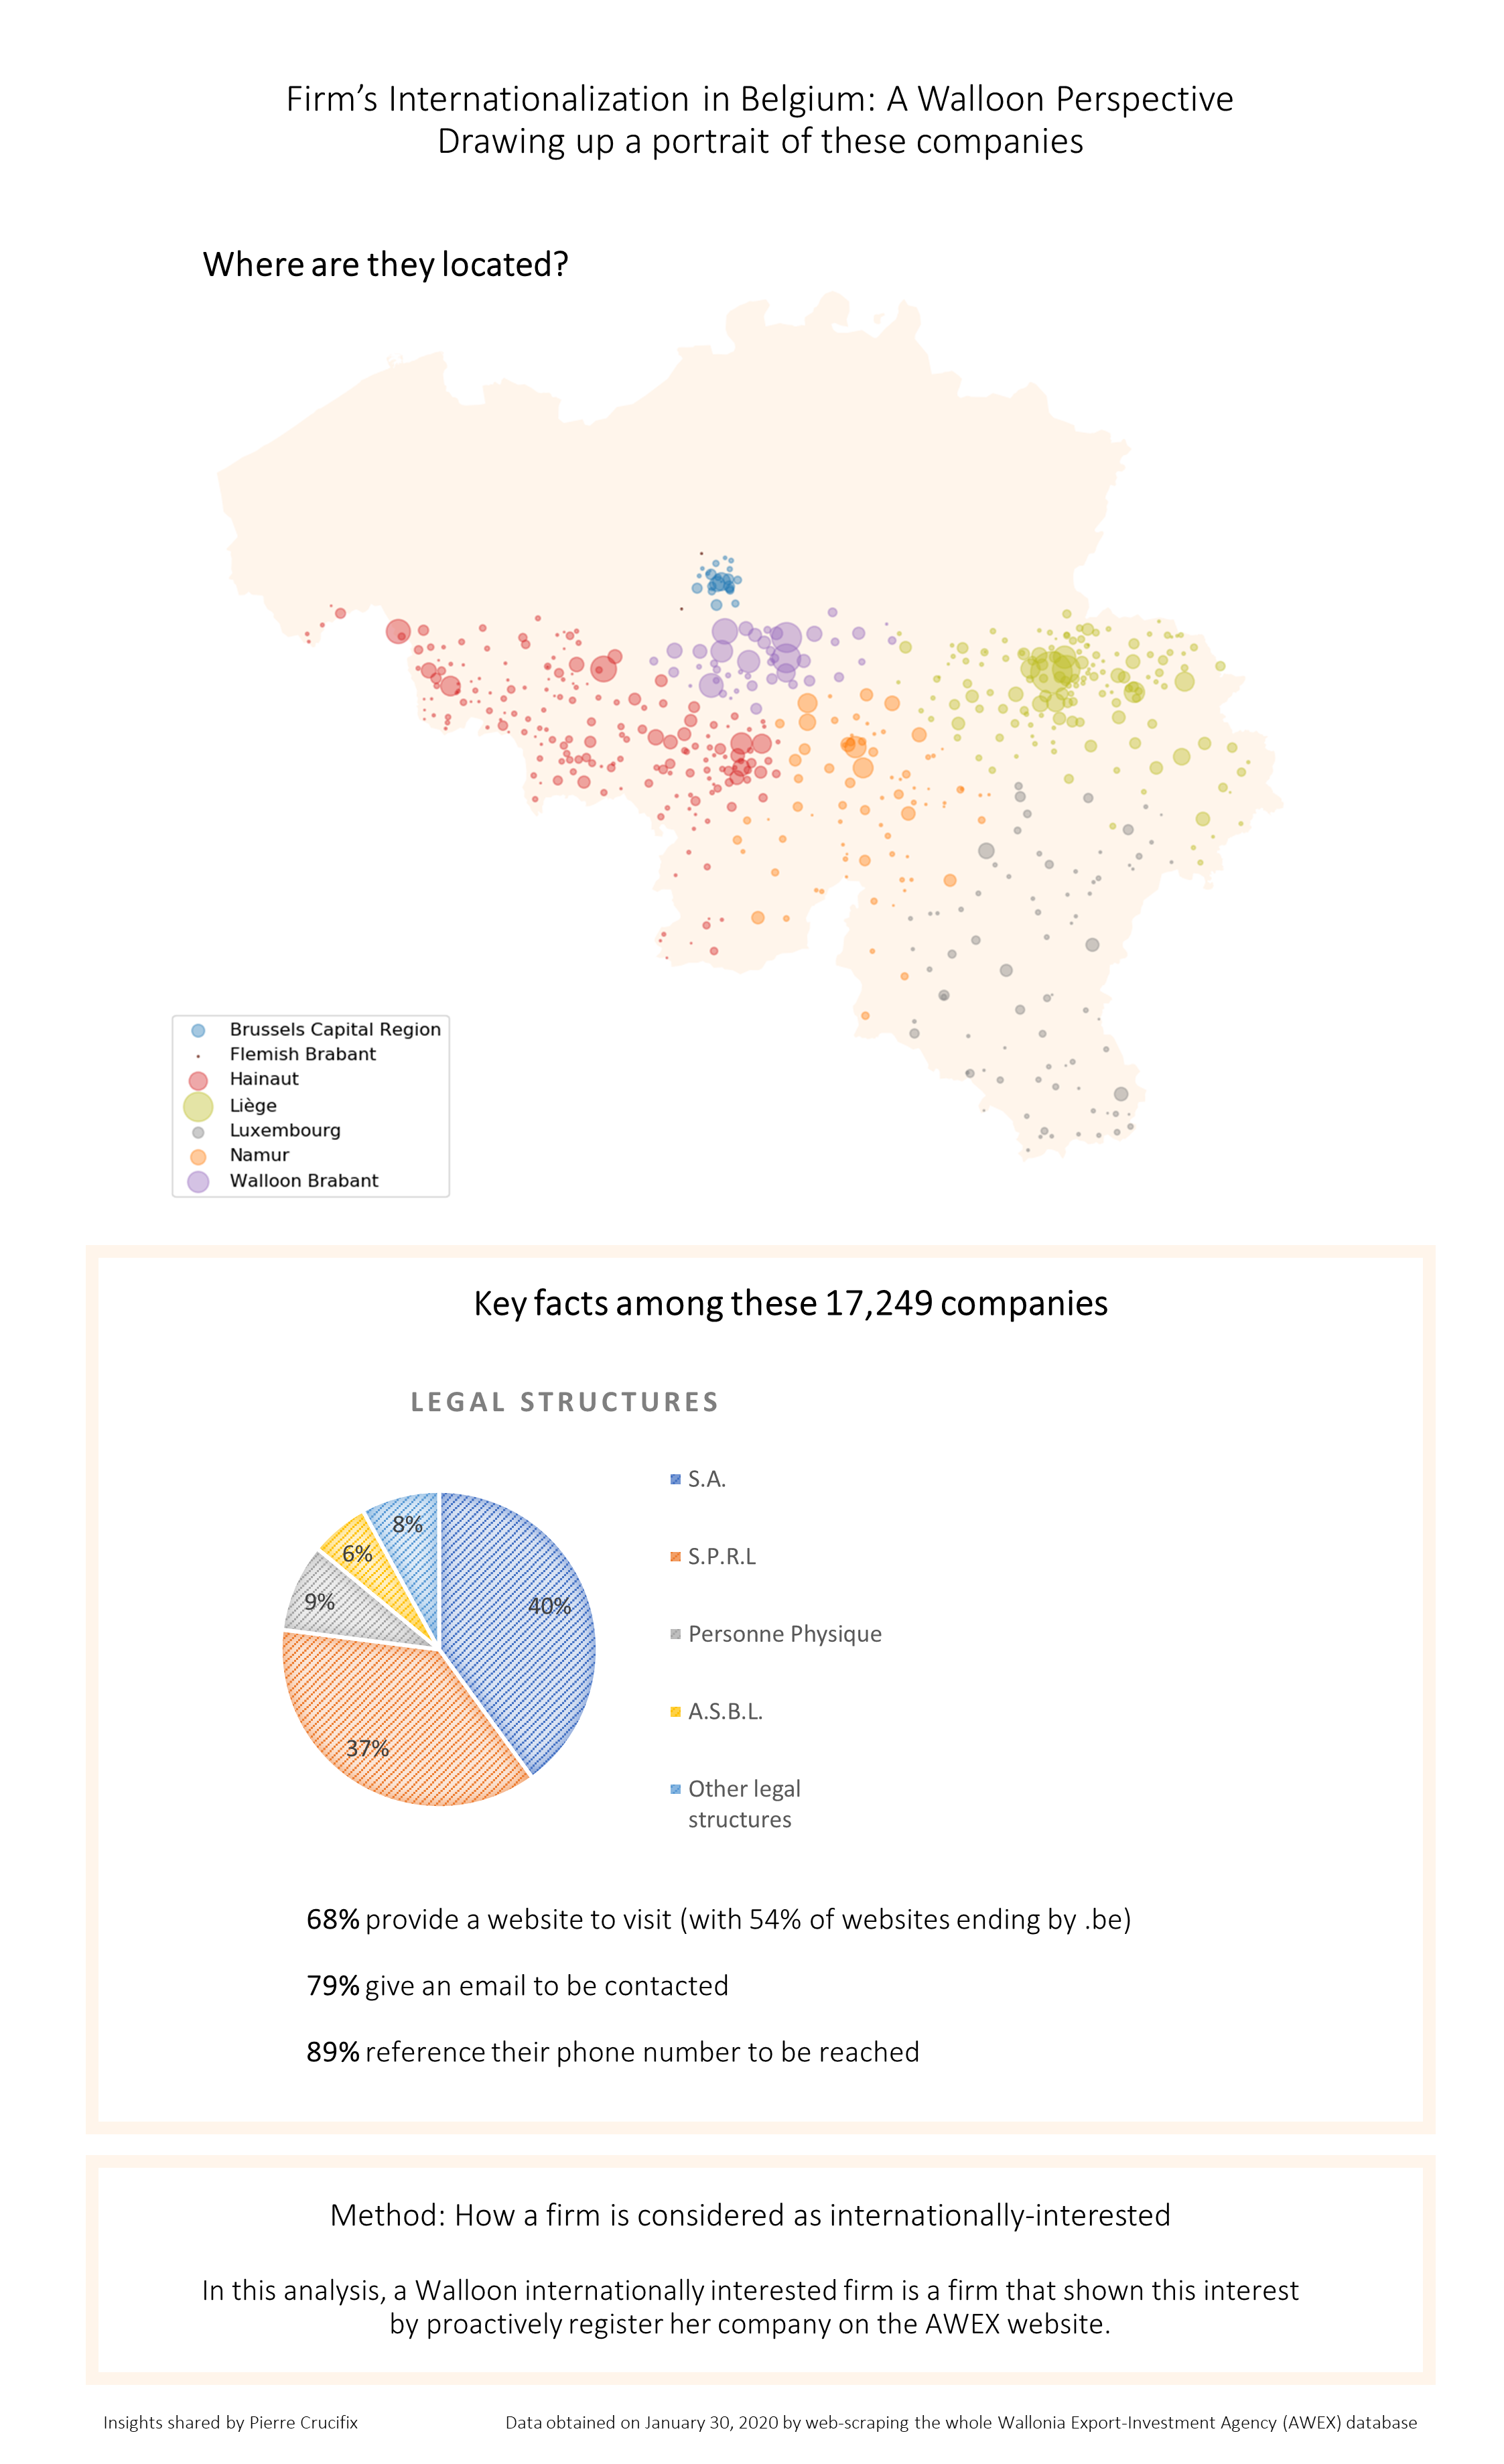 Firm’s Internationalization in Belgium: A Walloon Perspective
Drawing up a portrait of these companies
Where are they located?
Brussels Capital Region
Flemish Brabant
Hainaut
Liège
Luxembourg
Namur
Walloon Brabant
Key facts among these 17,249 companies
LEGAL STRUCTURES
S.A.
S.P.R.L
Personne Physique
A.S.B.L.
Other legal
structures
8%
6%
9%
40%
37%
68% provide a website to visit (with 54% of websites ending by .be)
79% give an email to be contacted
89% reference their phone number to be reached
Method: How a firm is considered as internationally-interested
In this analysis, a Walloon internationally interested firm is a firm that shown this interest
by proactively register her company on the AWEX website.
Insights shared by Pierre Crucifix
Data obtained on January 30, 2020 by web-scraping the whole Wallonia Export-Investment Agency (AWEX) database